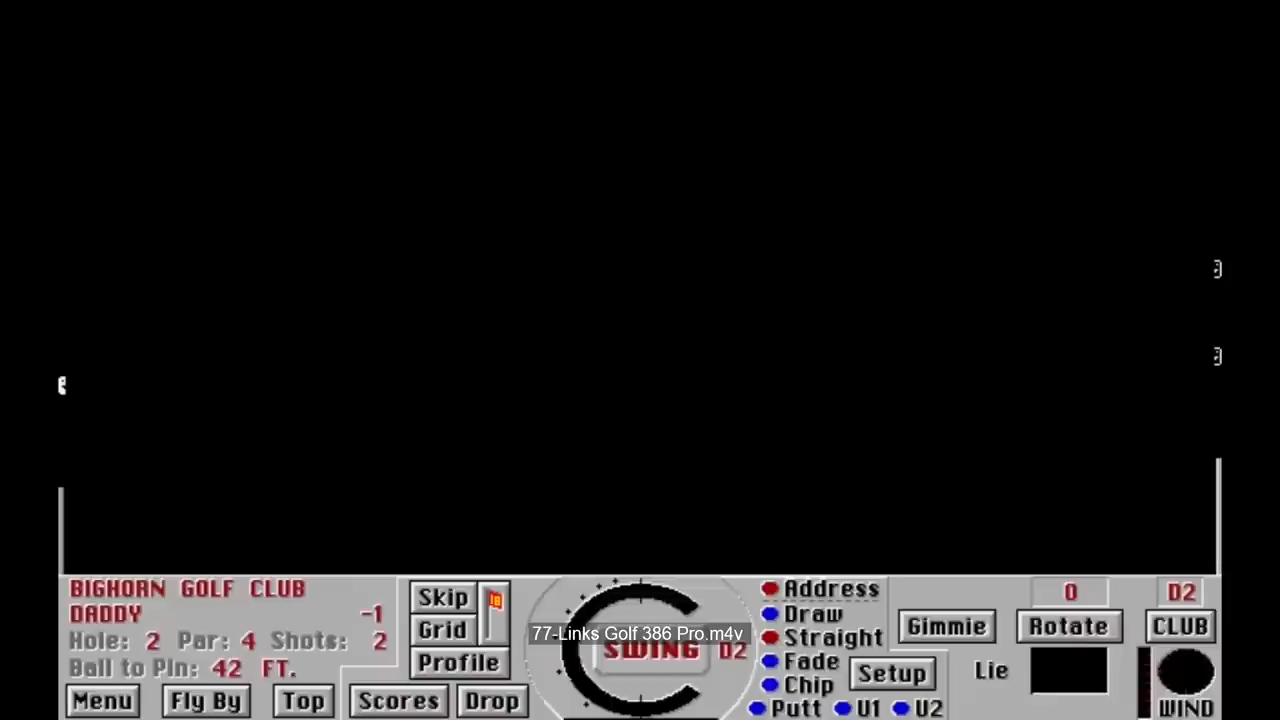 BIGHORN GOLF CLUB
DADDY -1
Hole: 2 Par: 4 Shots: 2
Ball to Pin: 42 FT.
Menu Fly By Top Scores Drop
Skip 18
Grid
Profile
77-Links Golf 386 Pro.m4v
SWING D2
Address
Draw
Straight
Fade
Chip
Putt U1 U2
Setup
Gimmie
0
Rotate
D2
CLUB
Lie
WIND